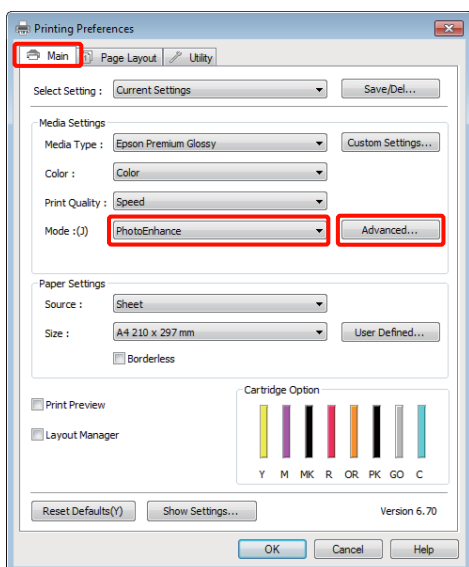 Printing Preferences
Main Page Layout Utility
Select Setting : Current Settings Save/Del...
Media Settings
Media Type : Epson Premium Glossy Custom Settings...
Color : Color
Print Quality : Speed
Mode :(J) PhotoEnhance Advanced...
Paper Settings
Source : Sheet
Size : A4 210 x 297 mm User Defined...
Borderless
Print Preview
Layout Manager
Cartridge Option
Y M MK R OR PK GO C
Reset Defaults(Y) Show Settings... Version 6.70
OK Cancel Help